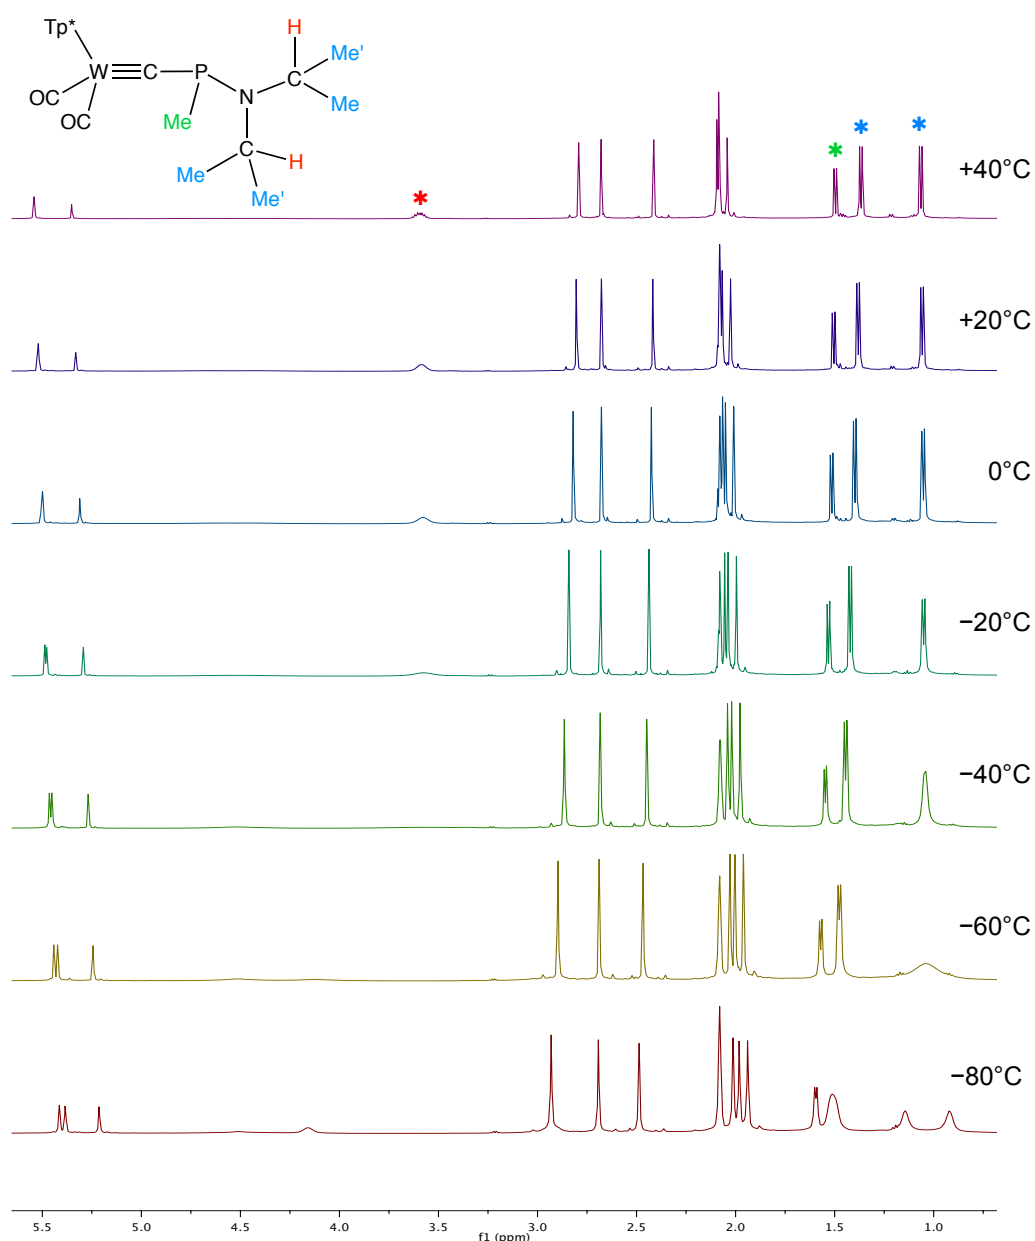 Tp*
H
Me'
W
C
P
C
OC
N
Me
OC
Me
C
H
Me
Me'
* * * *
+40°C
+20°C
0°C
−20°C
−40°C
−60°C
−80°C
5.5 5.0 4.5 4.0 3.5 3.0 2.5 2.0 1.5 1.0
f1 (ppm)